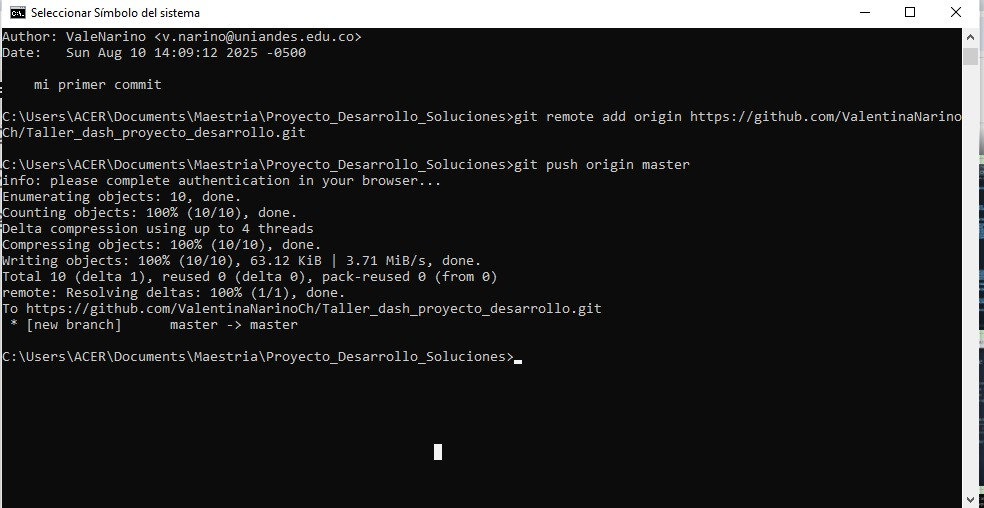 Seleccionar Símbolo del sistema
Author: ValeNarino <v.narino@uniandes.edu.co>
Date:   Sun Aug 10 14:09:12 2025 -0500
    mi primer commit
C:\Users\ACER\Documents\Maestria\Proyecto_Desarrollo_Soluciones>git remote add origin https://github.com/ValentinaNarino
Ch/Taller_dash_proyecto_desarrollo.git
C:\Users\ACER\Documents\Maestria\Proyecto_Desarrollo_Soluciones>git push origin master
info: please complete authentication in your browser...
Enumerating objects: 10, done.
Counting objects: 100% (10/10), done.
Delta compression using up to 4 threads
Compressing objects: 100% (10/10), done.
Writing objects: 100% (10/10), 63.12 KiB | 3.71 MiB/s, done.
Total 10 (delta 1), reused 0 (delta 0), pack-reused 0 (from 0)
remote: Resolving deltas: 100% (1/1), done.
To https://github.com/ValentinaNarinoCh/Taller_dash_proyecto_desarrollo.git
 * [new branch]      master -> master
C:\Users\ACER\Documents\Maestria\Proyecto_Desarrollo_Soluciones>